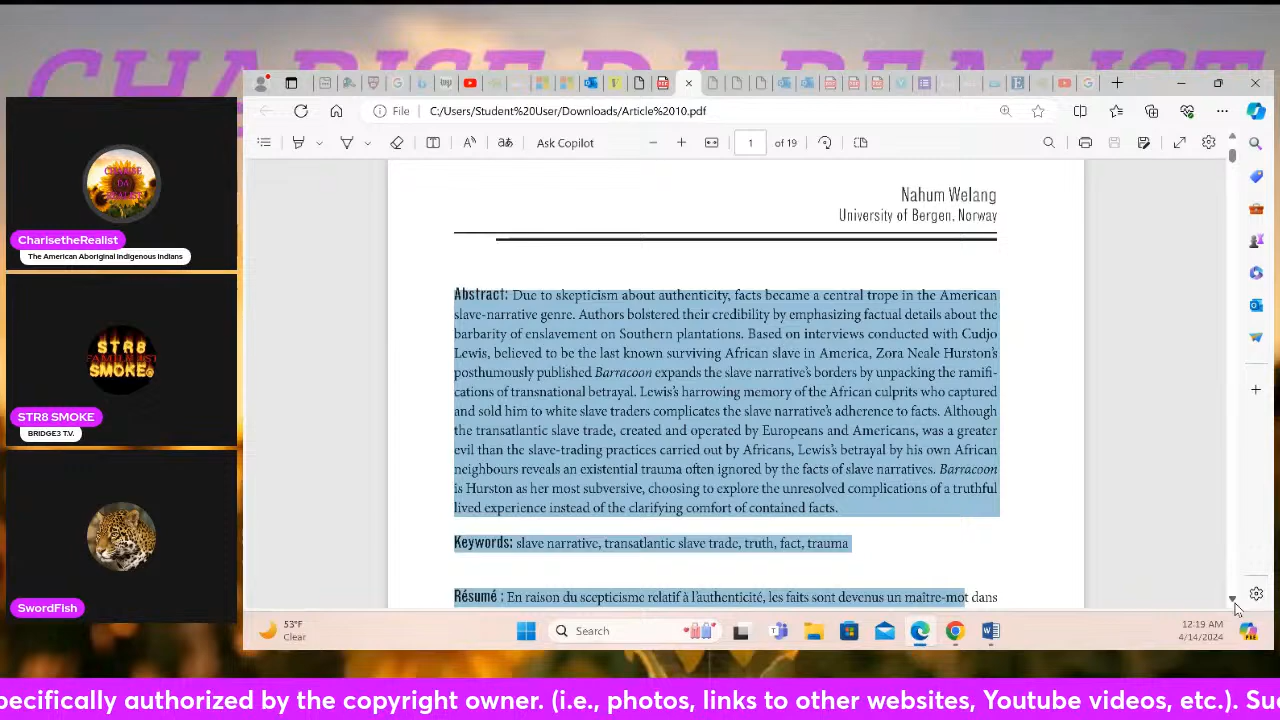 CHARISE DA REALIST
File
C:/Users/Student%20User/Downloads/Article%2010.pdf
Ask Copilot
1
of 19
Nahum Welang
University of Bergen, Norway
Abstract: Due to skepticism about authenticity, facts became a central trope in the American
slave-narrative genre. Authors bolstered their credibility by emphasizing factual details about the
barbarity of enslavement on Southern plantations. Based on interviews conducted with Cudjo
Lewis, believed to be the last known surviving African slave in America, Zora Neale Hurston's
posthumously published Barracoon expands the slave narrative's borders by unpacking the ramifi-
cations of transnational betrayal. Lewis's harrowing memory of the African culprits who captured
and sold him to white slave traders complicates the slave narrative's adherence to facts. Although
the transatlantic slave trade, created and operated by Europeans and Americans, was a greater
evil than the slave-trading practices carried out by Africans, Lewis's betrayal by his own African
neighbours reveals an existential trauma often ignored by the facts of slave narratives. Barracoon
is Hurston as her most subversive, choosing to explore the unresolved complications of a truthful
lived experience instead of the clarifying comfort of contained facts.
Keywords: slave narrative, transatlantic slave trade, truth, fact, trauma
Résumé : En raison du scepticisme relatif à l'authenticité, les faits sont devenus un maître-mot dans
CHARISE
DA
REALIST
CharisetheRealist
The American Aboriginal Indigenous Indians
STR8
FAMILY 1ST
SMOKE
STR8 SMOKE
BRIDGE3 T.V.
SwordFish
53°F
Clear
Search
12:19 AM
4/14/2024
pecifically authorized by the copyright owner. (i.e., photos, links to other websites, Youtube videos, etc.). Su